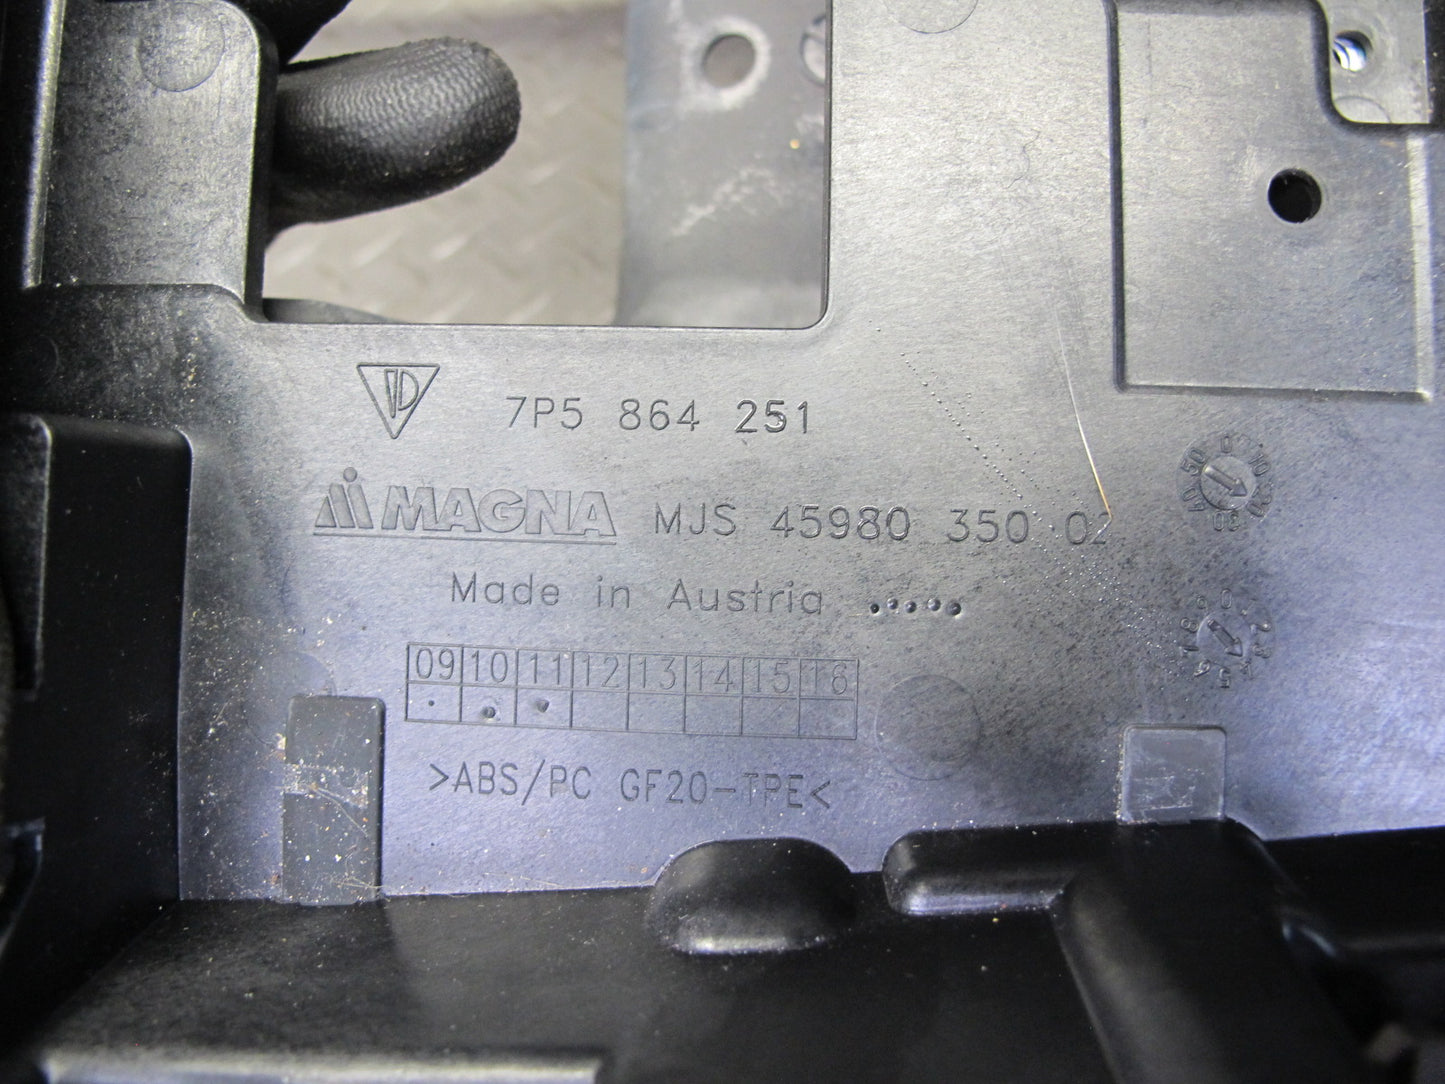 7P5 864 251
MAGNA MJS 45980 350 02
Made in Austria
09 10 11 12 13 14 15 16
>ABS/PC GF20-TPE<